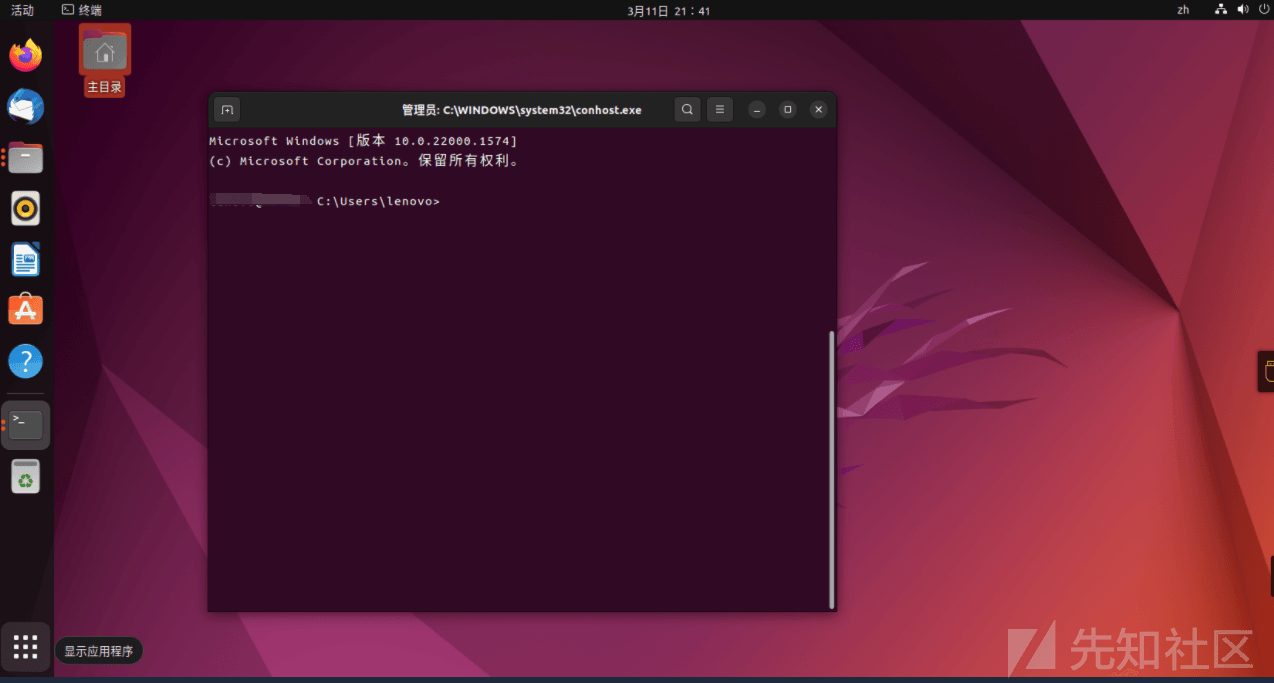 活动 终端 3月11日 21：41 zh
主目录
管理员: C:\WINDOWS\system32\conhost.exe
Microsoft Windows [版本 10.0.22000.1574]
(c) Microsoft Corporation。保留所有权利。
C:\Users\lenovo>
显示应用程序
先知社区